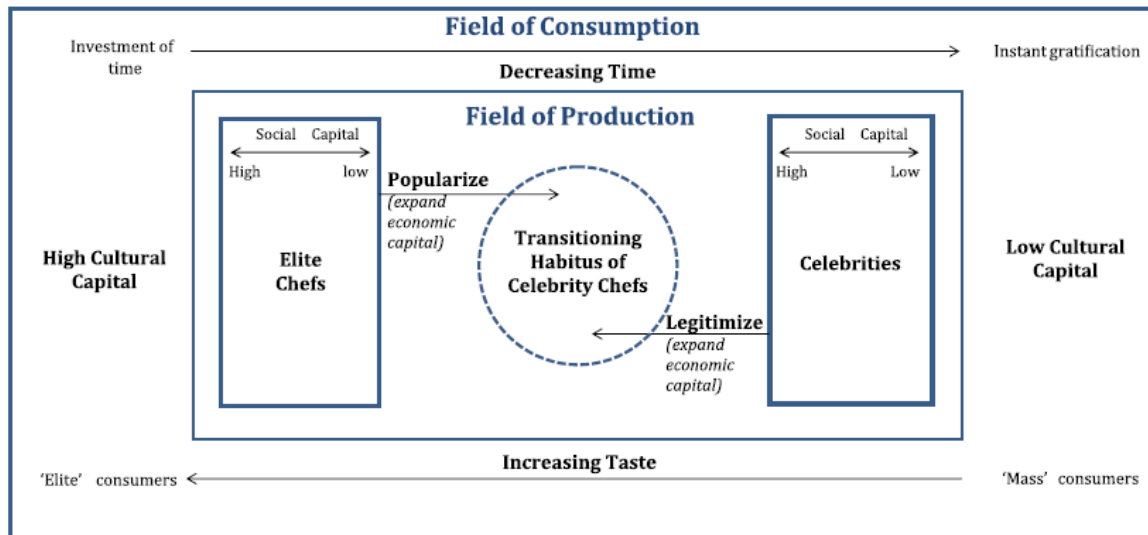 Field of Consumption
Investment of
time
Instant gratification
Decreasing Time
Field of Production
Social Capital
High low
Popularize
(expand
economic
capital)
Social Capital
High Low
High Cultural
Capital
Elite
Chefs
Transitioning
Habitus of
Celebrity Chefs
Celebrities
Low Cultural
Capital
Legitimize
(expand
economic
capital)
Increasing Taste
'Elite' consumers
'Mass' consumers